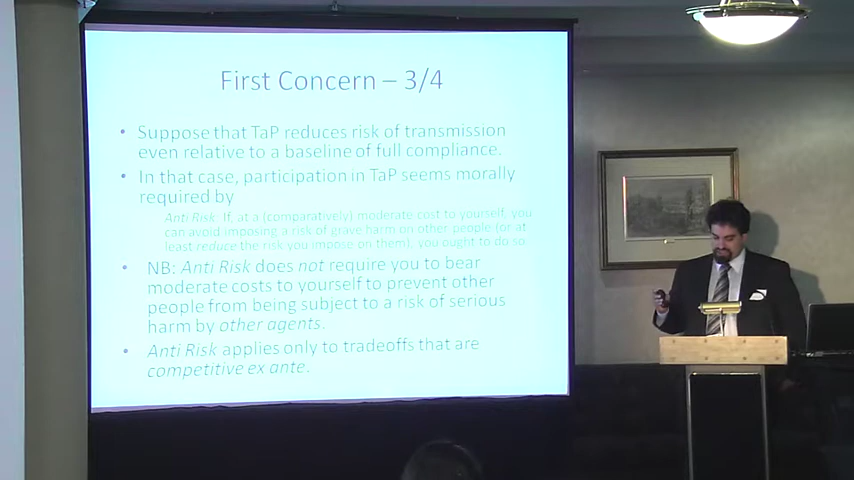 First Concern – 3/4
• Suppose that TaP reduces risk of transmission
even relative to a baseline of full compliance.
• In that case, participation in TaP seems morally
required by
Anti Risk: If, at a (comparatively) moderate cost to yourself, you
can avoid imposing a risk of grave harm on other people (or at
least reduce the risk you impose on them), you ought to do so.
• NB: Anti Risk does not require you to bear
moderate costs to yourself to prevent other
people from being subject to a risk of serious
harm by other agents.
• Anti Risk applies only to tradeoffs that are
competitive ex ante.